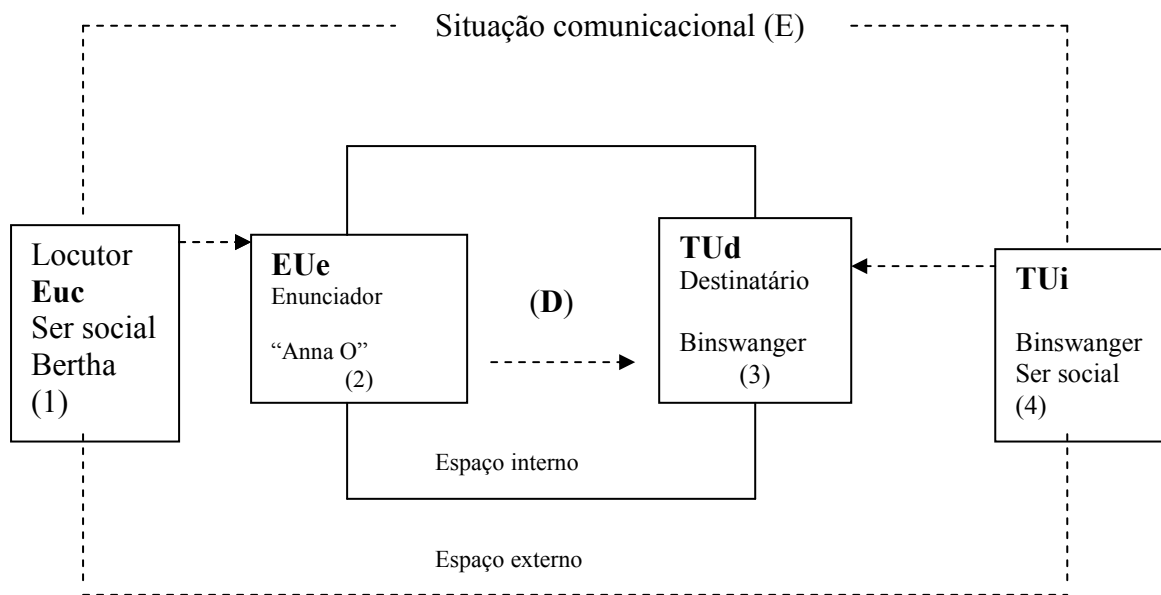 Situação comunicacional (E)
Locutor
Euc
Ser social
Bertha
(1)
EUe
Enunciador
“Anna O”
(2)
(D)
TUd
Destinatário
Binswanger
(3)
TUi
Binswanger
Ser social
(4)
Espaço interno
Espaço externo